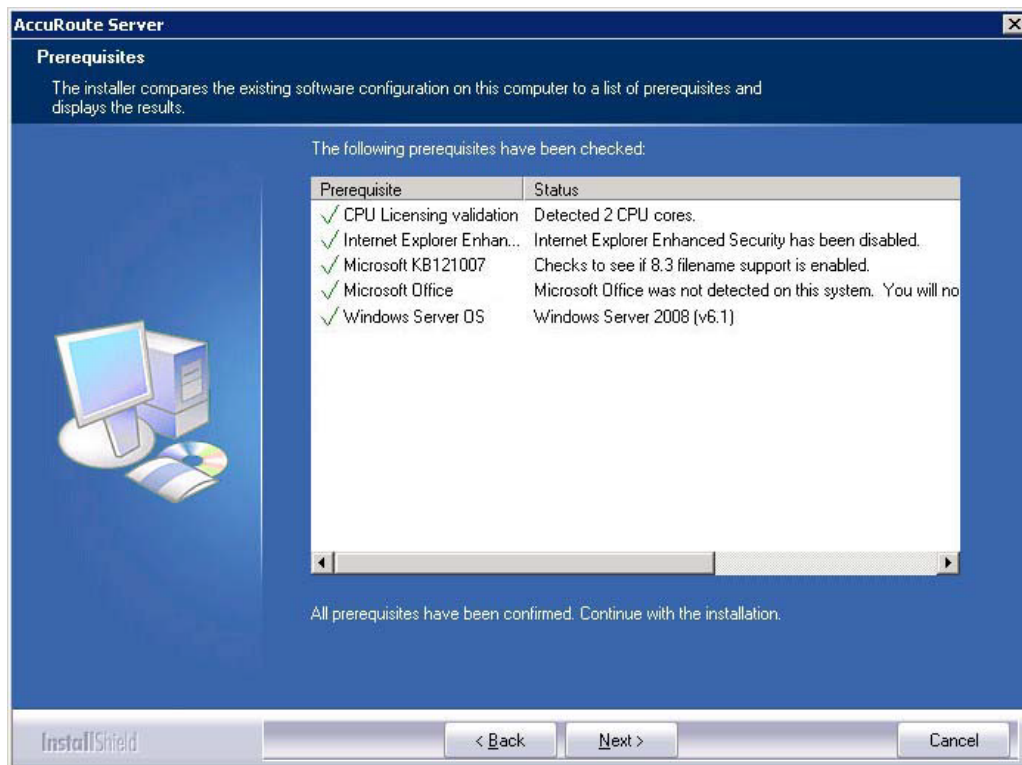 AccuRoute Server
Prerequisites
The installer compares the existing software configuration on this computer to a list of prerequisites and
displays the results.
The following prerequisites have been checked:
Prerequisite Status
CPU Licensing validation Detected 2 CPU cores.
Internet Explorer Enhan... Internet Explorer Enhanced Security has been disabled.
Microsoft KB121007 Checks to see if 8.3 filename support is enabled.
Microsoft Office Microsoft Office was not detected on this system. You will no
Windows Server OS Windows Server 2008 (v6.1)
All prerequisites have been confirmed. Continue with the installation.
InstallShield
< Back Next > Cancel